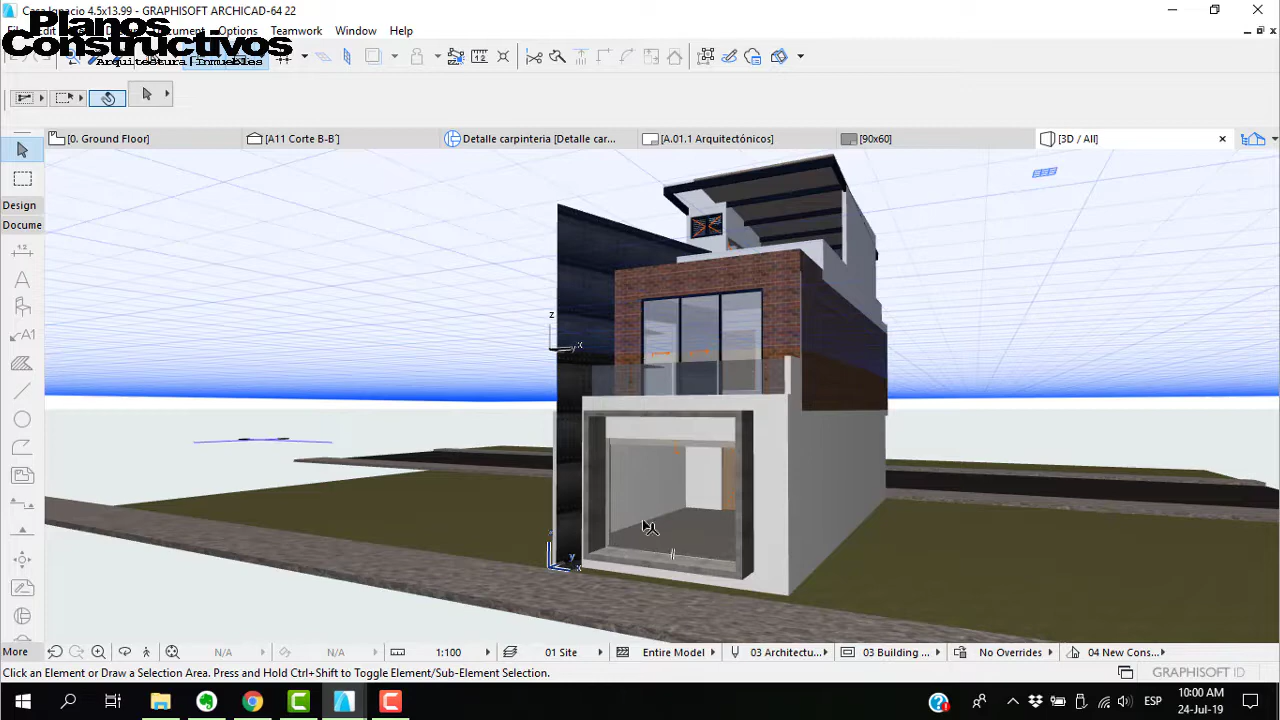 Casa Ignacio 4.5x13.99 - GRAPHISOFT ARCHICAD-64 22
Planos
Constructivos
Arquitectura|Inmuebles
Edit
Document
Options
Teamwork
Window
Help
[0. Ground Floor]
[A11 Corte B-B']
Detalle carpinteria [Detalle car...
[A.01.1 Arquitectónicos]
[90x60]
[3D / All]
Design
Docume
z
x
y
x
More
N/A
N/A
1:100
01 Site
Entire Model
03 Architectu...
03 Building ...
No Overrides
04 New Cons...
Click an Element or Draw a Selection Area. Press and Hold Ctrl+Shift to Toggle Element/Sub-Element Selection.
GRAPHISOFT ID
ESP
10:00 AM
24-Jul-19